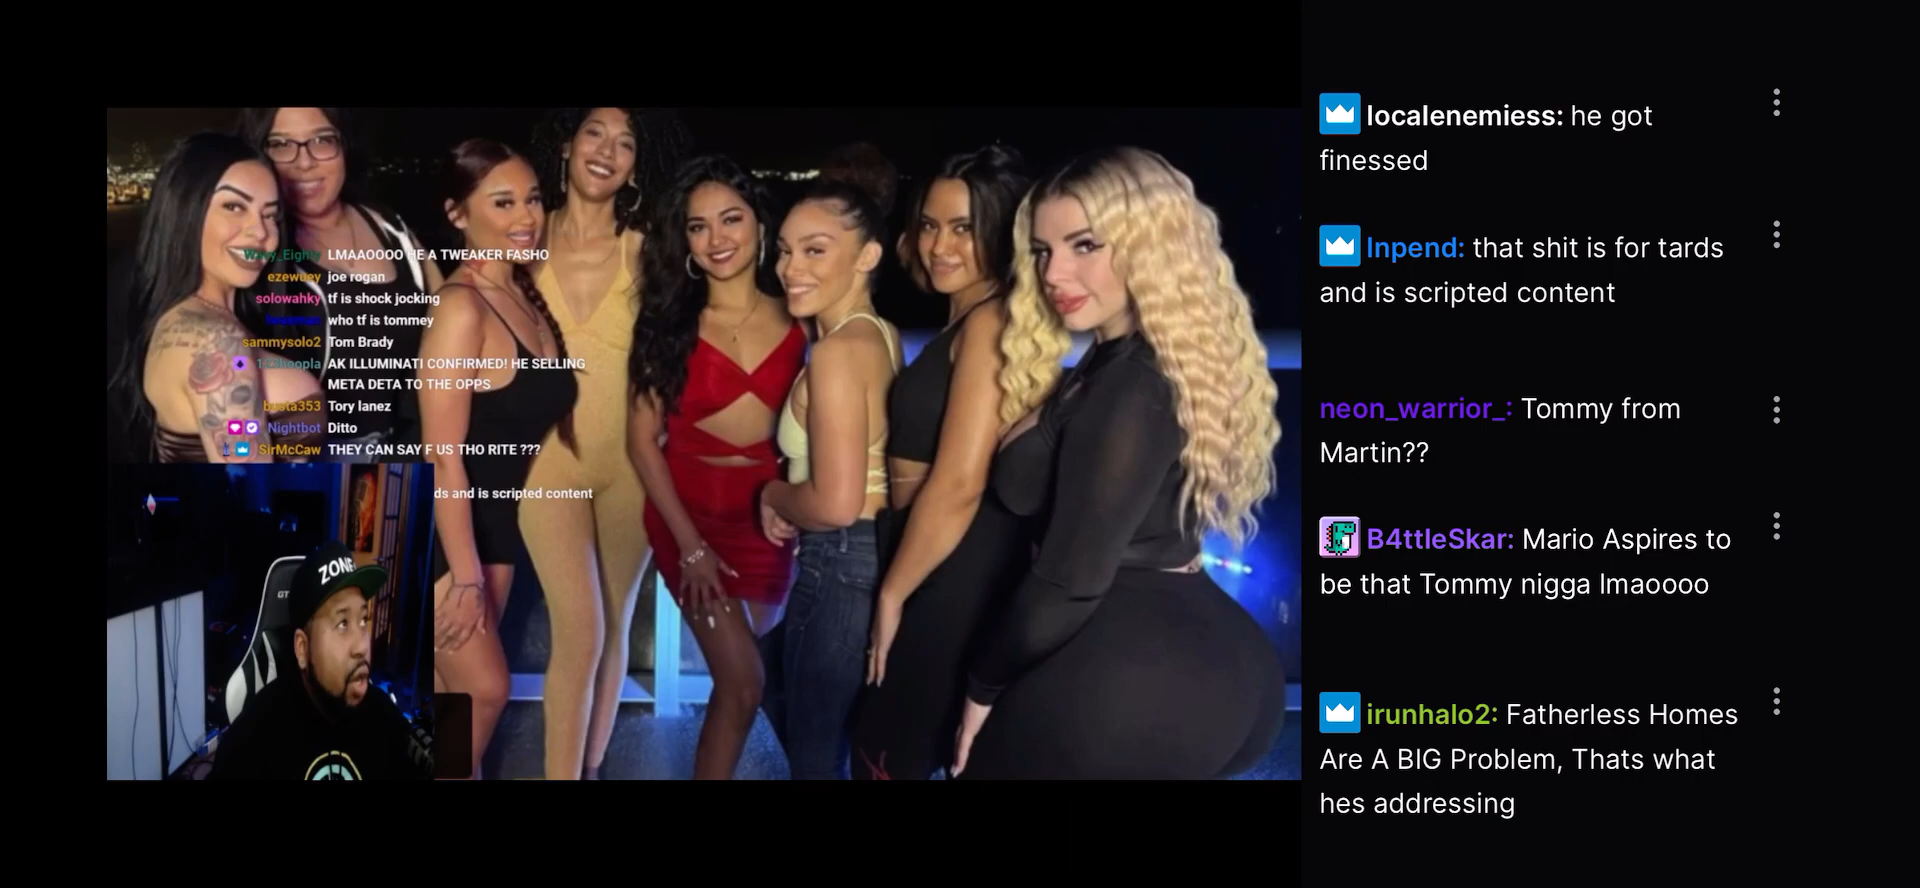 LMAAOOOO HE A TWEAKER FASHO
ezewuey joe rogan
solowahky tf is shock jocking
who tf is tommey
sammysolo2 Tom Brady
AK ILLUMINATI CONFIRMED! HE SELLING
META DETA TO THE OPPS
busta353 Tory lanez
Nightbot Ditto
SirMcCaw THEY CAN SAY F US THO RITE ???
ds and is scripted content
ZONE
GT
localenemiess: he got
finessed
Inpend: that shit is for tards
and is scripted content
neon_warrior_: Tommy from
Martin??
B4ttleSkar: Mario Aspires to
be that Tommy nigga lmaoooo
irunhalo2: Fatherless Homes
Are A BIG Problem, Thats what
hes addressing